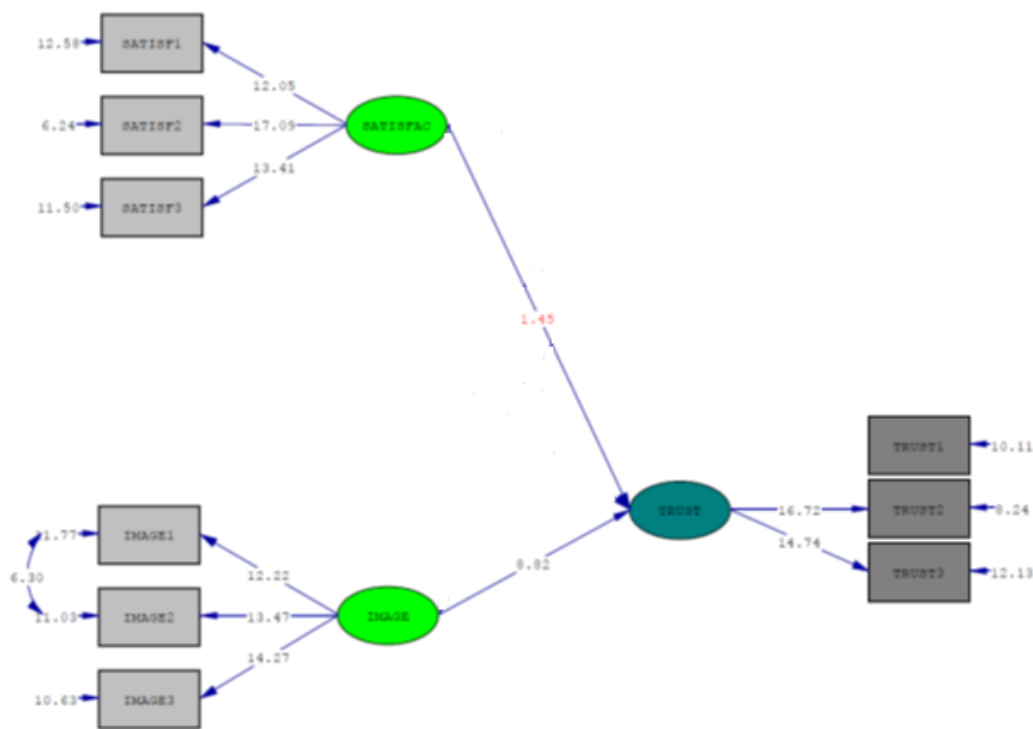 12.58
SATISF1
12.05
6.24
SATISF2
17.09
SATISFAC
13.41
11.50
SATISF3
1.45
TRUST1
10.11
TRUST
16.72
TRUST2
8.24
14.74
TRUST3
12.13
1.77
IMAGE1
8.82
6.30
12.22
11.03
IMAGE2
13.47
IMAGE
14.27
10.63
IMAGE3